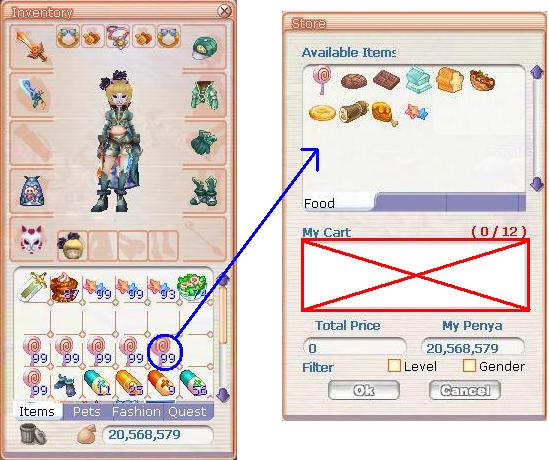 Inventory
97 99 99 93 74
99 99 99 99 99
99 11 25 9 56
Items Pets Fashion Quest
20,568,579
Store
Available Items
Food
My Cart (0/12)
Total Price My Penya
0 20,568,579
Filter Level Gender
Ok Cancel